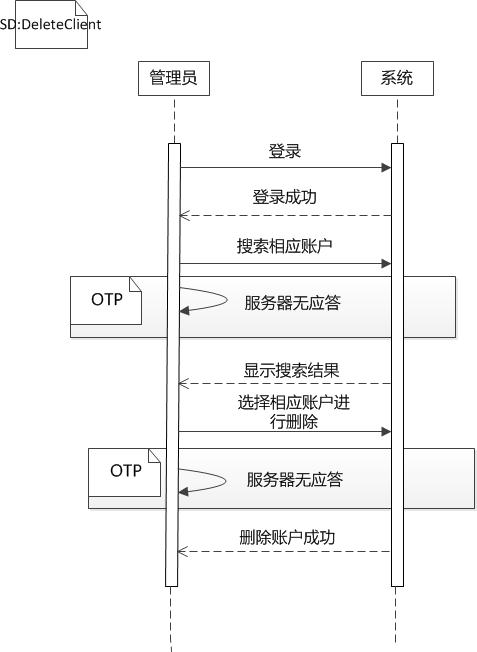 SD:DeleteClient
管理员
系统
登录
登录成功
搜索相应账户
OTP
服务器无应答
显示搜索结果
选择相应账户进
行删除
OTP
服务器无应答
删除账户成功